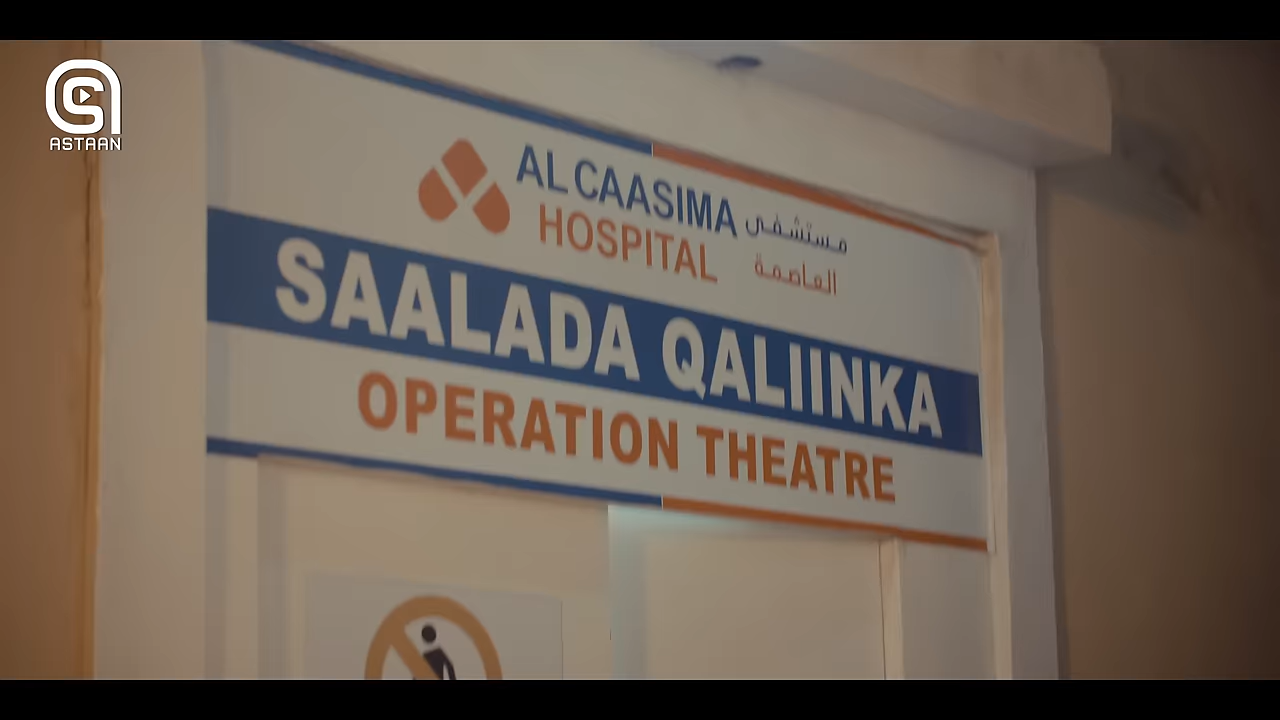 ASTAAN
AL CAASIMA
HOSPITAL
مستشفى
العاصمة
SAALADA QALIINKA
OPERATION THEATRE